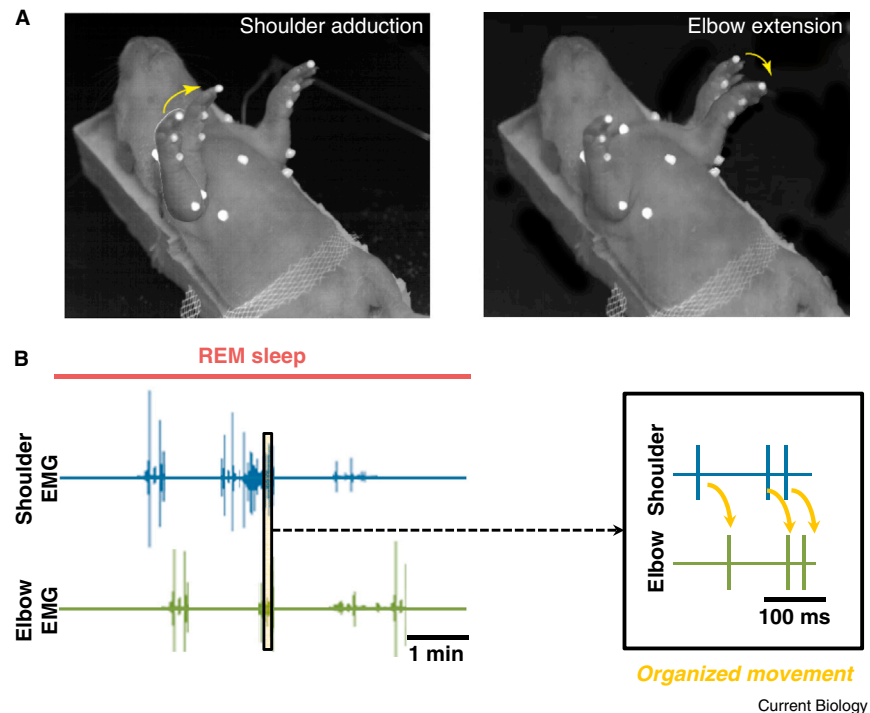 A
Shoulder adduction
Elbow extension
B
REM sleep
Shoulder
EMG
Elbow
EMG
1 min
Shoulder
Elbow
100 ms
Organized movement
Current Biology